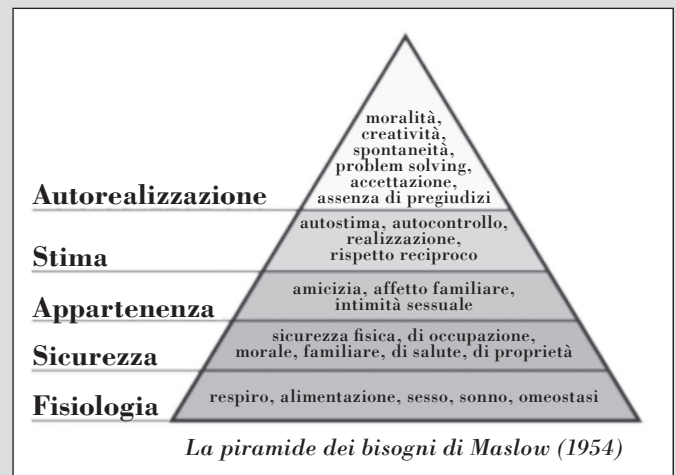 moralità,
creatività,
spontaneità,
problem solving,
accettazione,
assenza di pregiudizi
Autorealizzazione
autostima, autocontrollo,
realizzazione,
rispetto reciproco
Stima
amicizia, affetto familiare,
intimità sessuale
Appartenenza
sicurezza fisica, di occupazione,
morale, familiare, di salute, di proprietà
Sicurezza
respiro, alimentazione, sesso, sonno, omeostasi
Fisiologia
La piramide dei bisogni di Maslow (1954)